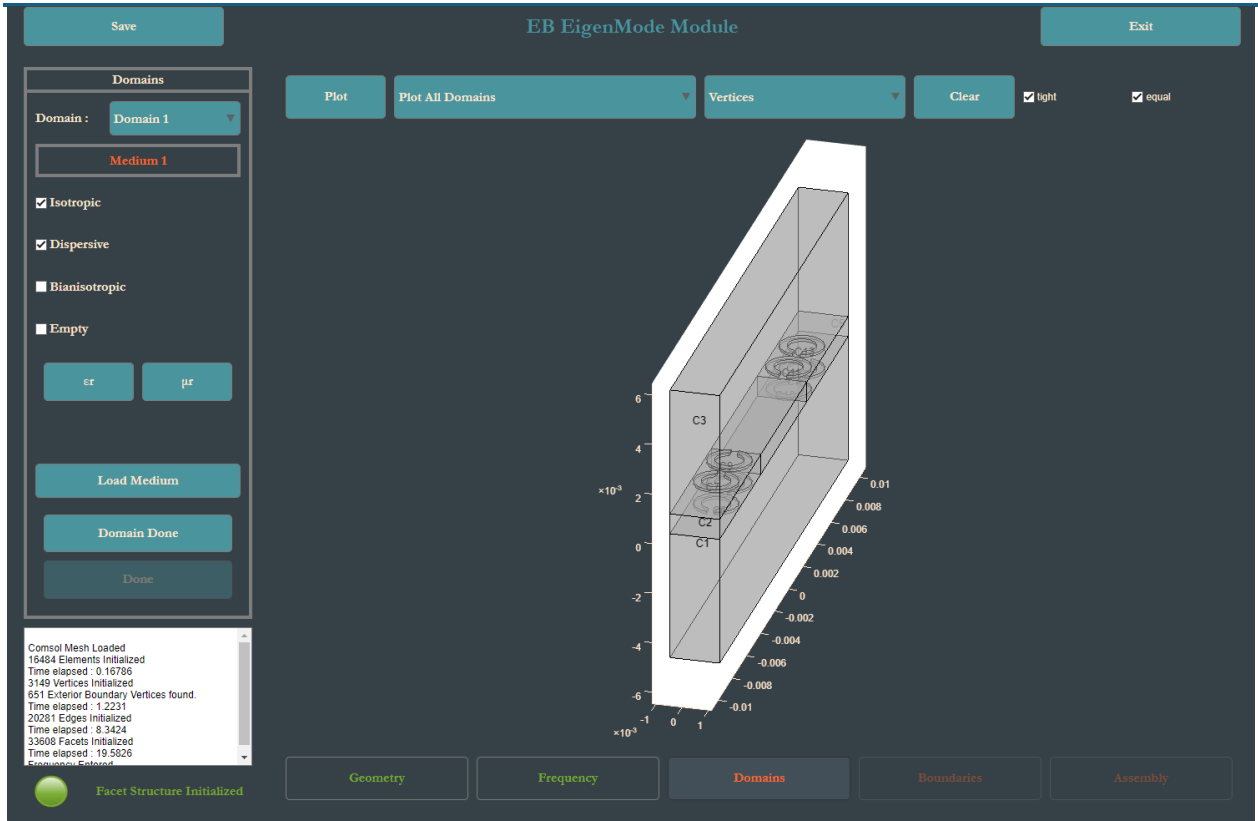 Save
EB EigenMode Module
Exit
Domains
Domain :
Domain 1
Medium 1
Isotropic
Dispersive
Bianisotropic
Empty
εr
μr
Load Medium
Domain Done
Done
Plot
Plot All Domains
Vertices
Clear
tight
equal
C3
C2
C1
6
4
×10-3
2
0
-2
-4
-6
×10-3
-1
0
1
0.01
0.008
0.006
0.004
0.002
0
-0.002
-0.004
-0.006
-0.008
-0.01
Comsol Mesh Loaded
16484 Elements Initialized
Time elapsed : 0.16786
3149 Vertices Initialized
651 Exterior Boundary Vertices found.
Time elapsed : 1.2231
20281 Edges Initialized
Time elapsed : 8.3424
33608 Facets Initialized
Time elapsed : 19.5826
Frequency Entered
Facet Structure Initialized
Geometry
Frequency
Domains
Boundaries
Assembly